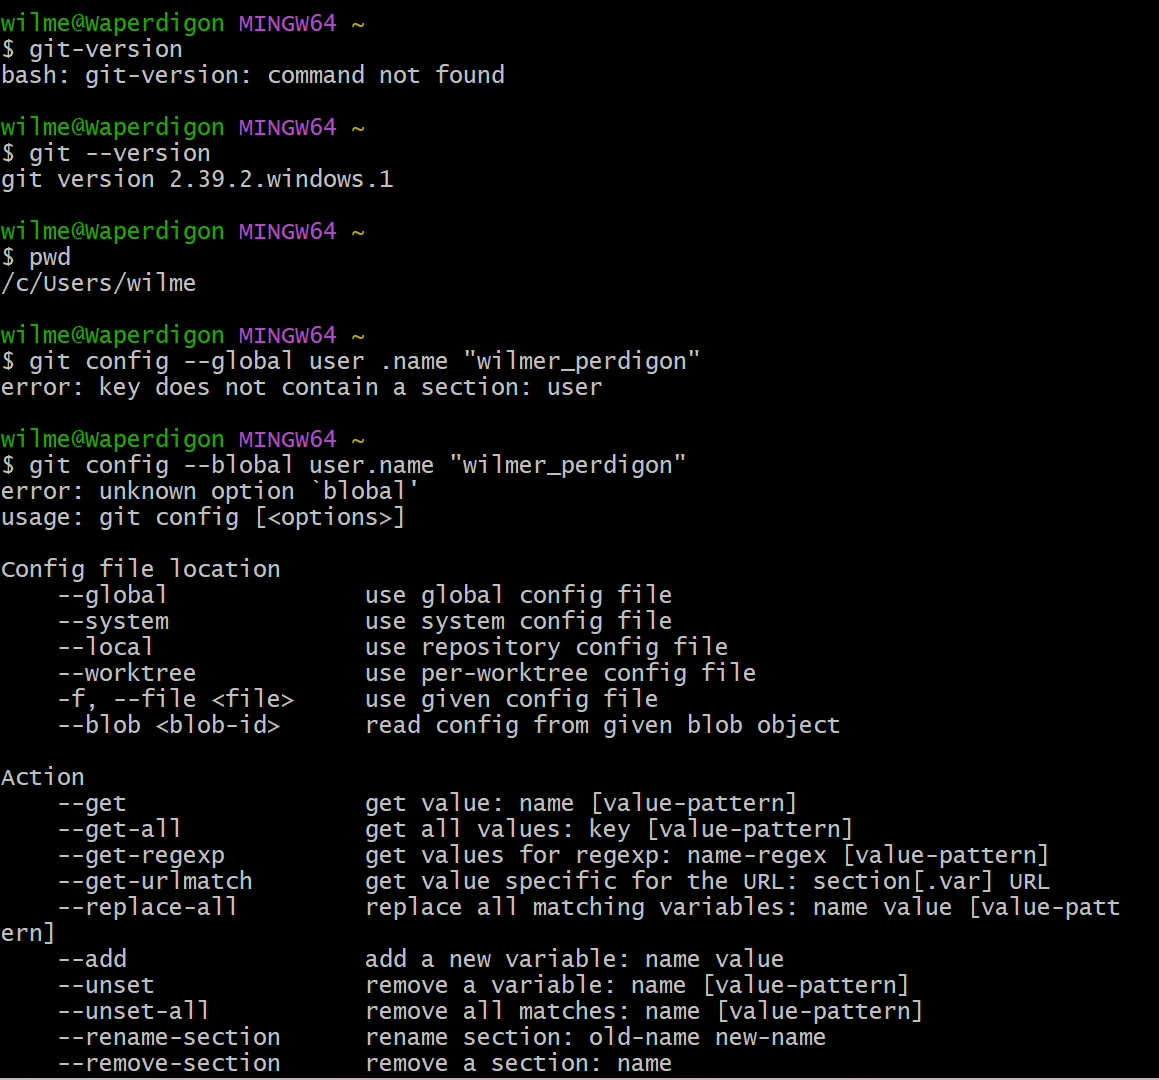 wilme@Waperdigon MINGW64 ~
$ git-version
bash: git-version: command not found
wilme@Waperdigon MINGW64 ~
$ git --version
git version 2.39.2.windows.1
wilme@Waperdigon MINGW64 ~
$ pwd
/c/Users/wilme
wilme@Waperdigon MINGW64 ~
$ git config --global user .name "wilmer_perdigon"
error: key does not contain a section: user
wilme@Waperdigon MINGW64 ~
$ git config --blobal user.name "wilmer_perdigon"
error: unknown option `blobal'
usage: git config [<options>]
Config file location
--global use global config file
--system use system config file
--local use repository config file
--worktree use per-worktree config file
-f, --file <file> use given config file
--blob <blob-id> read config from given blob object
Action
--get get value: name [value-pattern]
--get-all get all values: key [value-pattern]
--get-regexp get values for regexp: name-regex [value-pattern]
--get-urlmatch get value specific for the URL: section[.var] URL
--replace-all replace all matching variables: name value [value-patt
ern]
--add add a new variable: name value
--unset remove a variable: name [value-pattern]
--unset-all remove all matches: name [value-pattern]
--rename-section rename section: old-name new-name
--remove-section remove a section: name